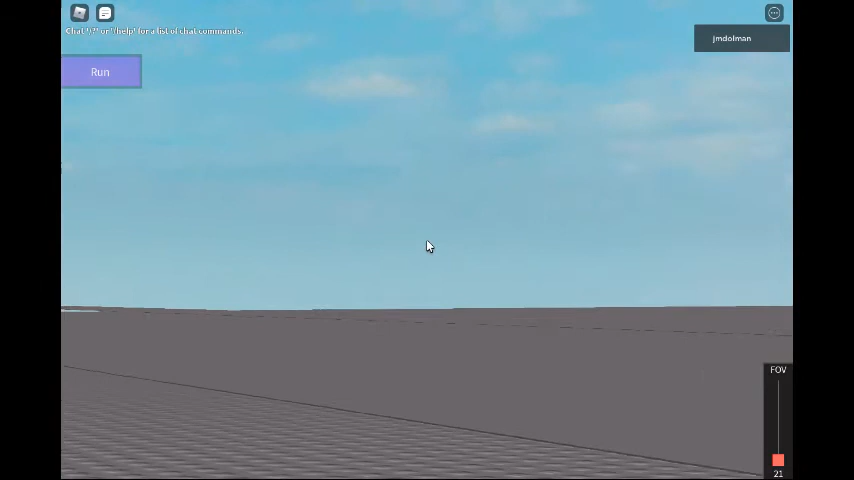 Chat '/?' or '/help' for a list of chat commands.
jmdolman
Run
FOV
21